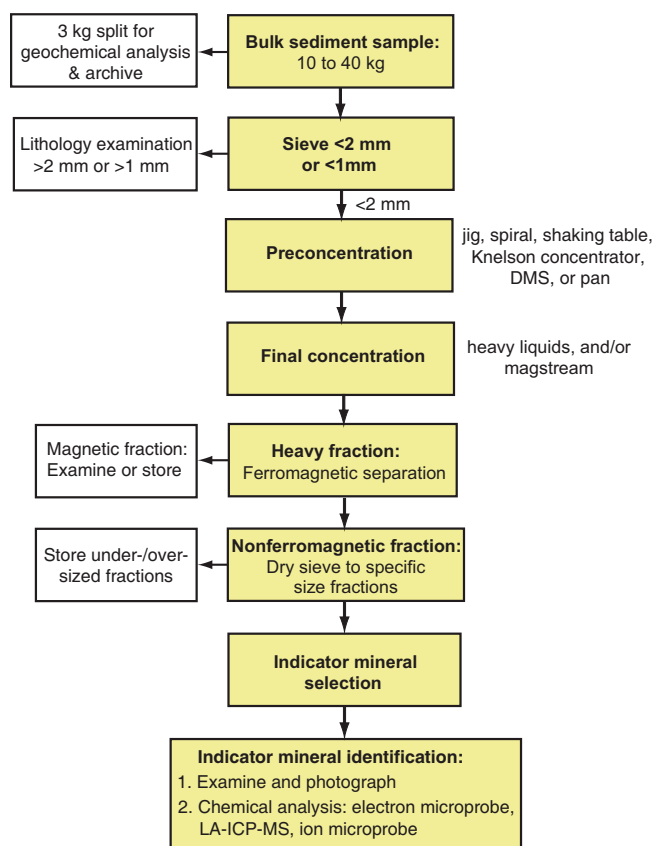 3 kg split for
geochemical analysis
& archive
Bulk sediment sample:
10 to 40 kg
Lithology examination
>2 mm or >1 mm
Sieve <2 mm
or <1mm
<2 mm
Preconcentration
jig, spiral, shaking table,
Knelson concentrator,
DMS, or pan
Final concentration
heavy liquids, and/or
magstream
Magnetic fraction:
Examine or store
Heavy fraction:
Ferromagnetic separation
Store under-/over-
sized fractions
Nonferromagnetic fraction:
Dry sieve to specific
size fractions
Indicator mineral
selection
Indicator mineral identification:
1. Examine and photograph
2. Chemical analysis: electron microprobe,
LA-ICP-MS, ion microprobe